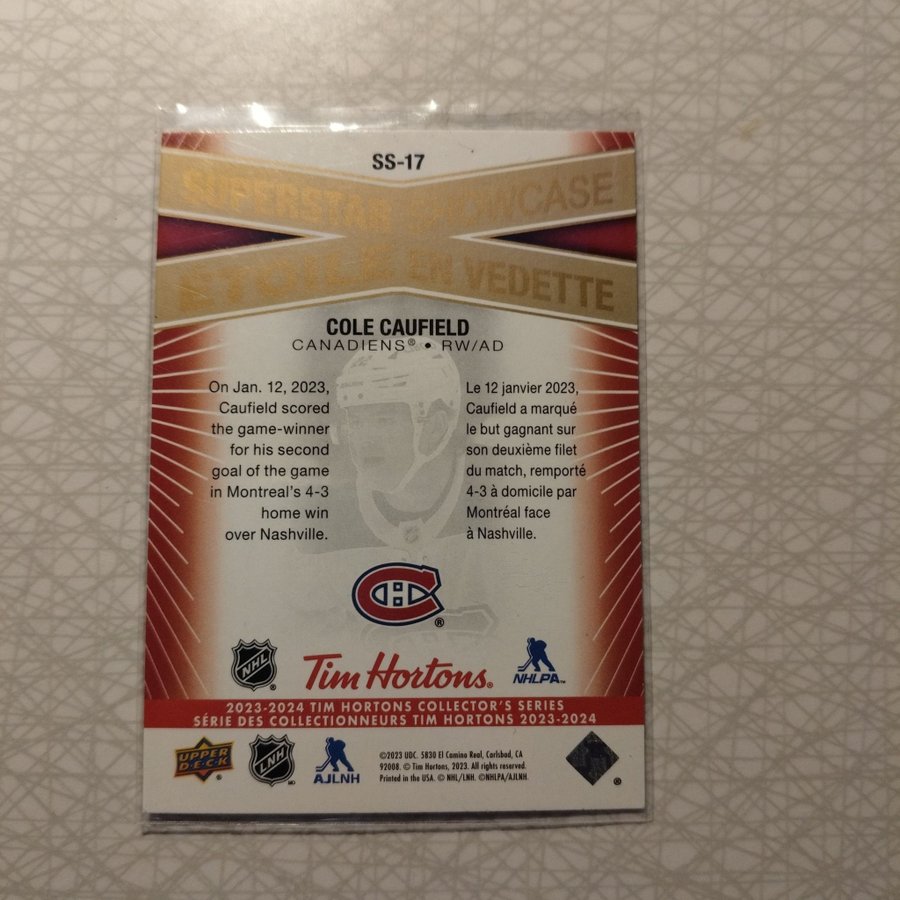 SS-17
SUPERSTAR SHOWCASE
ÉTOILE EN VEDETTE
COLE CAUFIELD
CANADIENS® • RW/AD
On Jan. 12, 2023,
Caufield scored
the game-winner
for his second
goal of the game
in Montreal's 4-3
home win
over Nashville.
Le 12 janvier 2023,
Caufield a marqué
le but gagnant sur
son deuxième filet
du match, remporté
4-3 à domicile par
Montréal face
à Nashville.
CH ®
NHL ®
Tim Hortons®
NHLPA™
2023-2024 TIM HORTONS COLLECTOR'S SERIES
SÉRIE DES COLLECTIONNEURS TIM HORTONS 2023-2024
UPPER DECK ®
LNH MO
AJLNH
©2023 UDC. 5830 El Camino Real, Carlsbad, CA
92008. © Tim Hortons, 2023. All rights reserved.
Printed in the USA. © NHL/LNH. ©NHLPA/AJLNH.
®